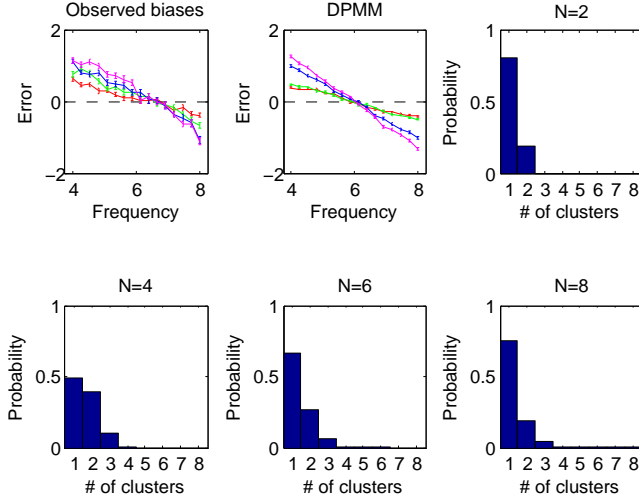 Observed biases
2
0
−2
Error
4 6 8
Frequency
DPMM
2
0
−2
Error
4 6 8
Frequency
N=2
1
0.5
0
Probability
1 2 3 4 5 6 7 8
# of clusters
N=4
1
0.5
0
Probability
1 2 3 4 5 6 7 8
# of clusters
N=6
1
0.5
0
Probability
1 2 3 4 5 6 7 8
# of clusters
N=8
1
0.5
0
Probability
1 2 3 4 5 6 7 8
# of clusters